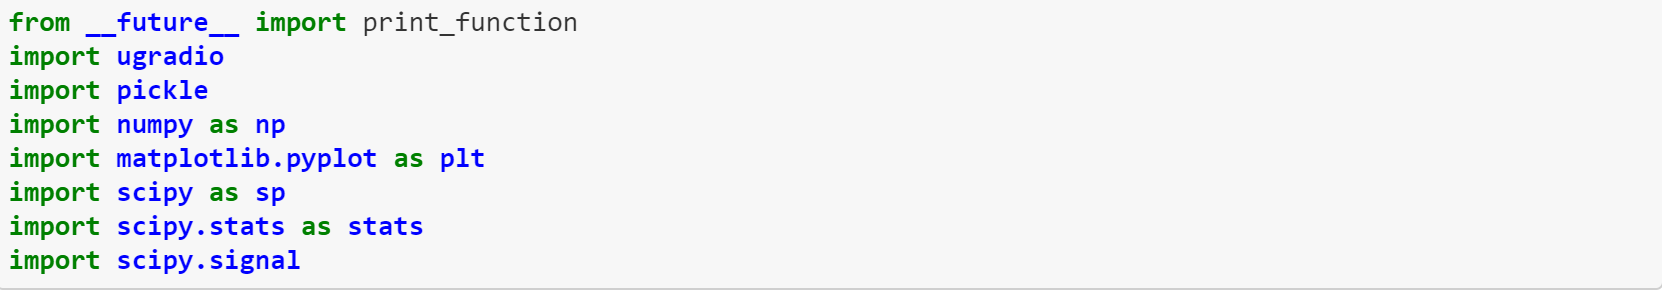 from __future__ import print_function
import ugradio
import pickle
import numpy as np
import matplotlib.pyplot as plt
import scipy as sp
import scipy.stats as stats
import scipy.signal